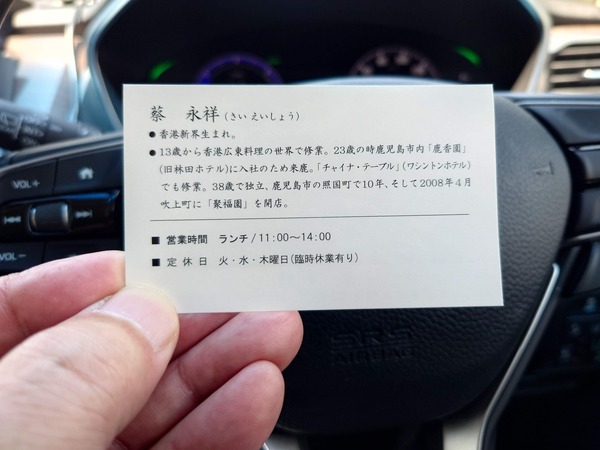 蔡　永祥(さい えいしょう)
●香港新界生まれ。
●13歳から香港広東料理の世界で修業。23歳の時鹿児島市内「鹿香園」
(旧林田ホテル)に入社のため来鹿。「チャイナ・テーブル」(ワシントンホテル)
でも修業。38歳で独立、鹿児島市の照国町で10年、そして2008年4月
吹上町に「聚福園」を開店。
■ 営業時間　ランチ/11:00〜14:00
■ 定休日　火・水・木曜日(臨時休業有り)
VOL+
VOL−
SRS
AIRBAG